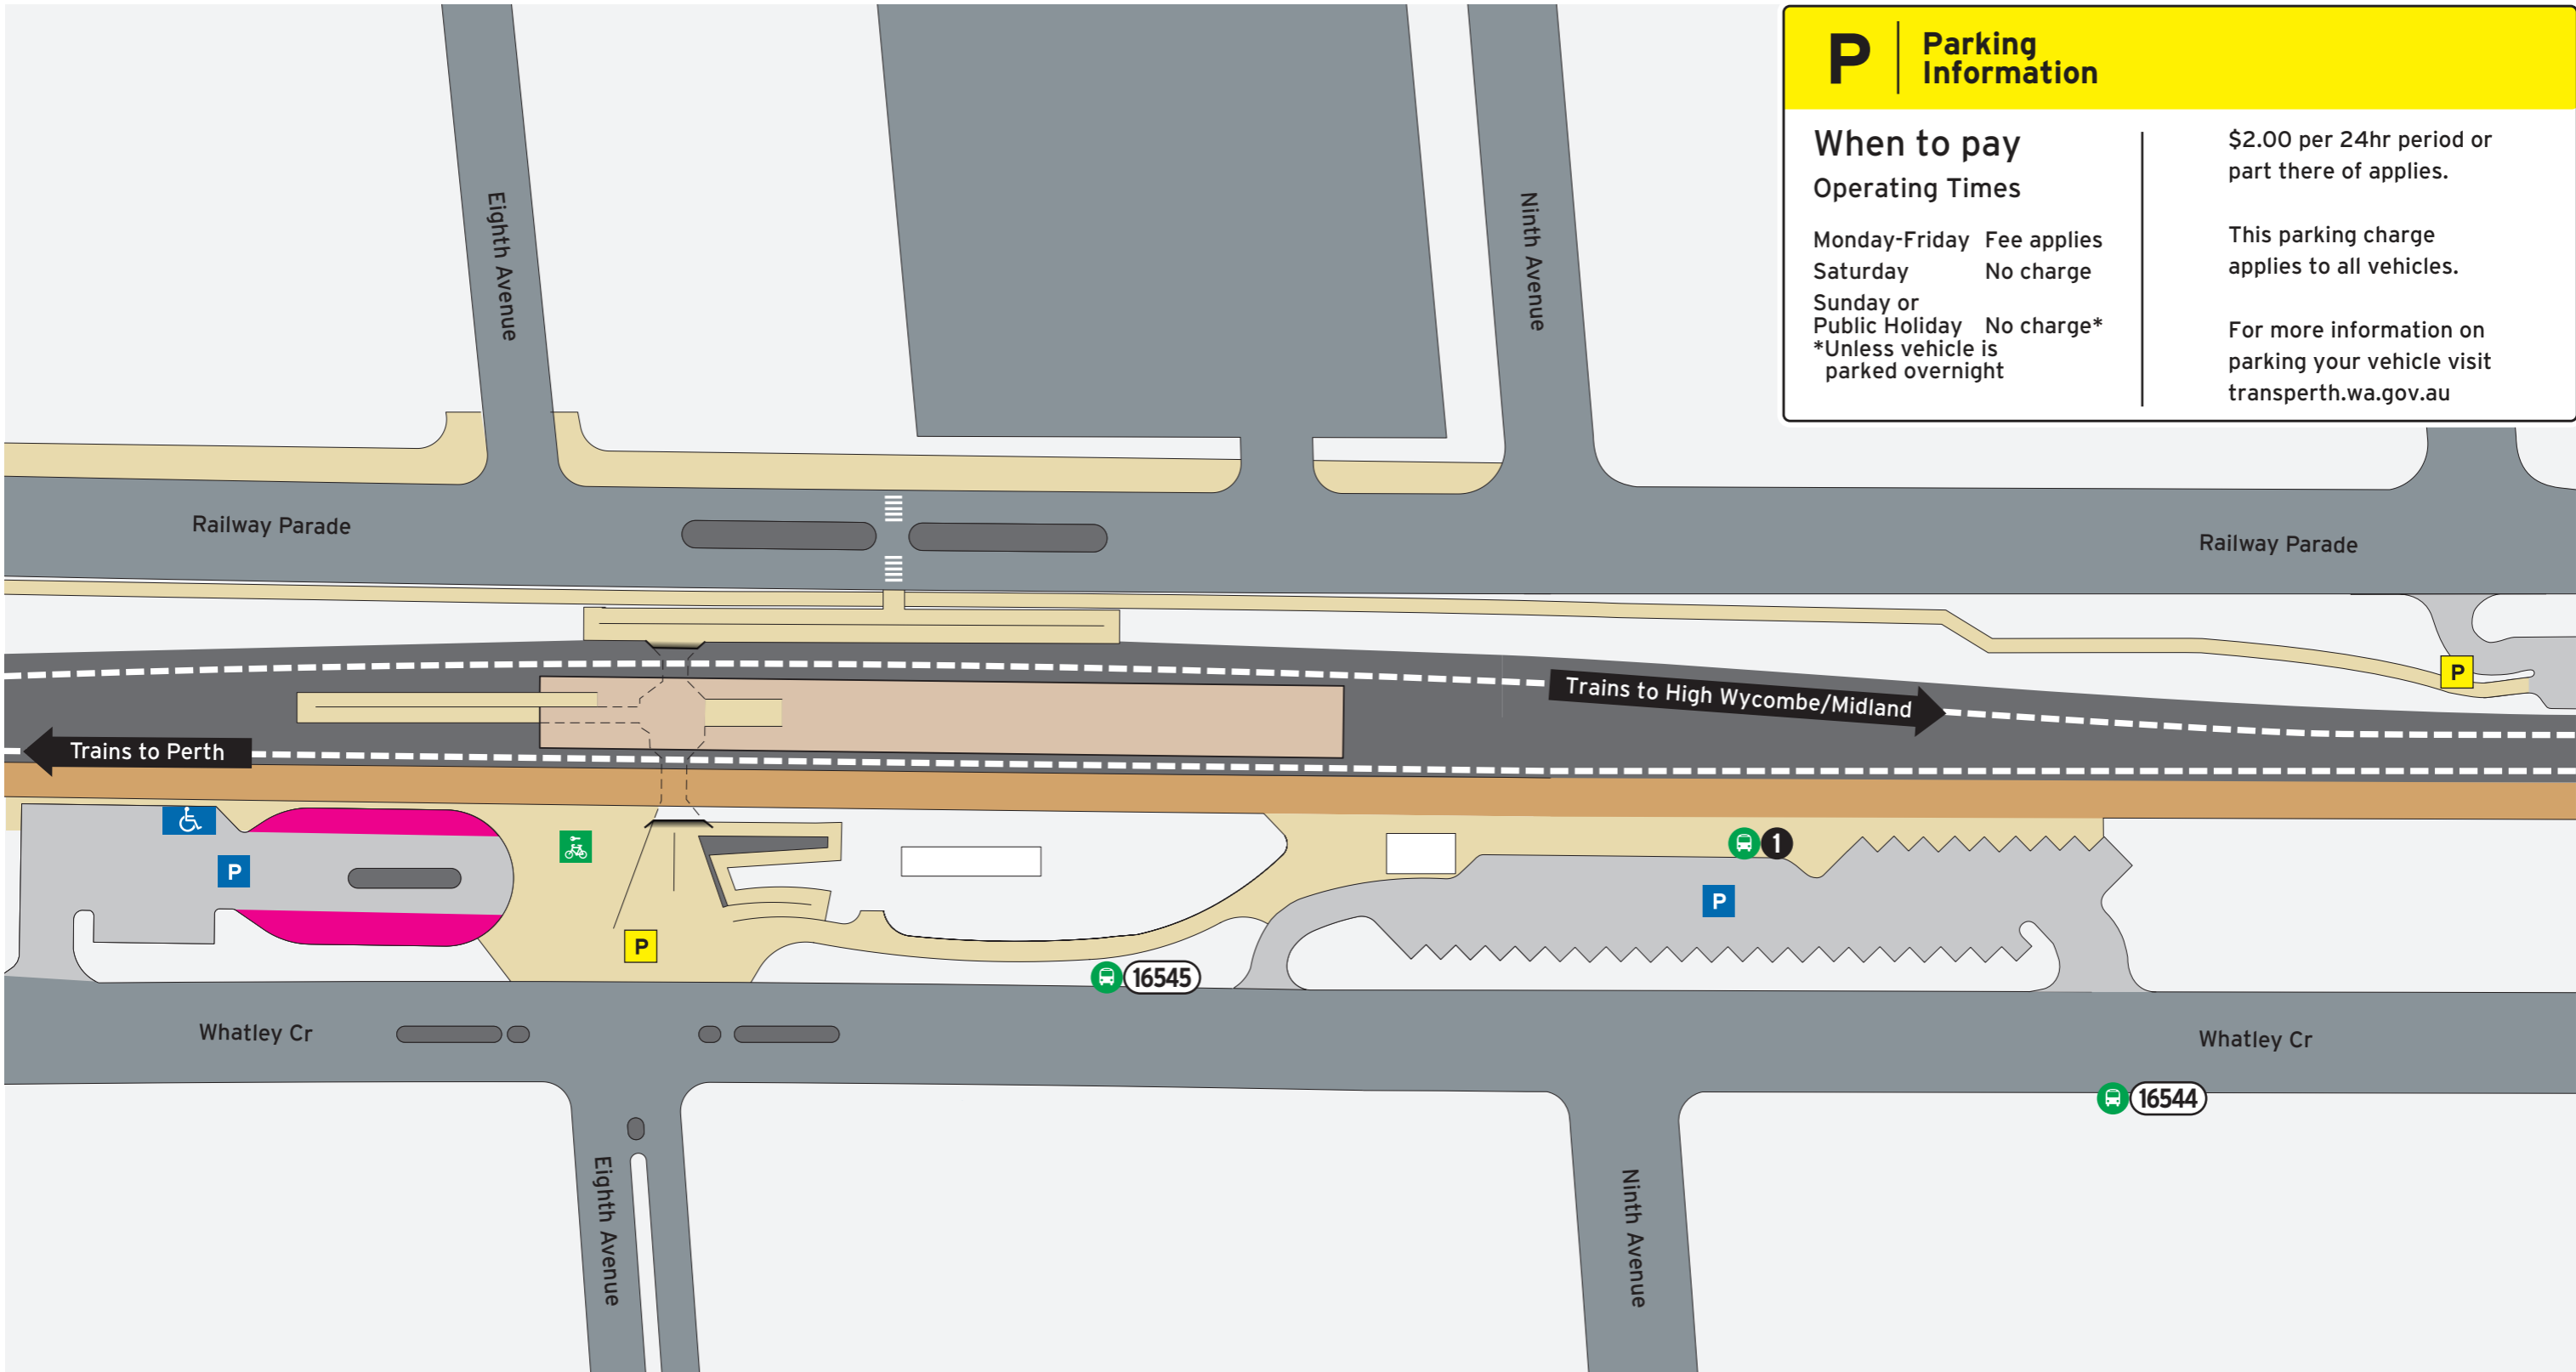 P
Parking
Information
When to pay
Operating Times
Monday-Friday Fee applies
Saturday No charge
Sunday or
Public Holiday No charge*
*Unless vehicle is
parked overnight
$2.00 per 24hr period or
part there of applies.
This parking charge
applies to all vehicles.
For more information on
parking your vehicle visit
transperth.wa.gov.au
Eighth Avenue
Ninth Avenue
Railway Parade
Railway Parade
P
Trains to High Wycombe/Midland
Trains to Perth
1
P
P
P
16545
Whatley Cr
Whatley Cr
16544
Eighth Avenue
Ninth Avenue